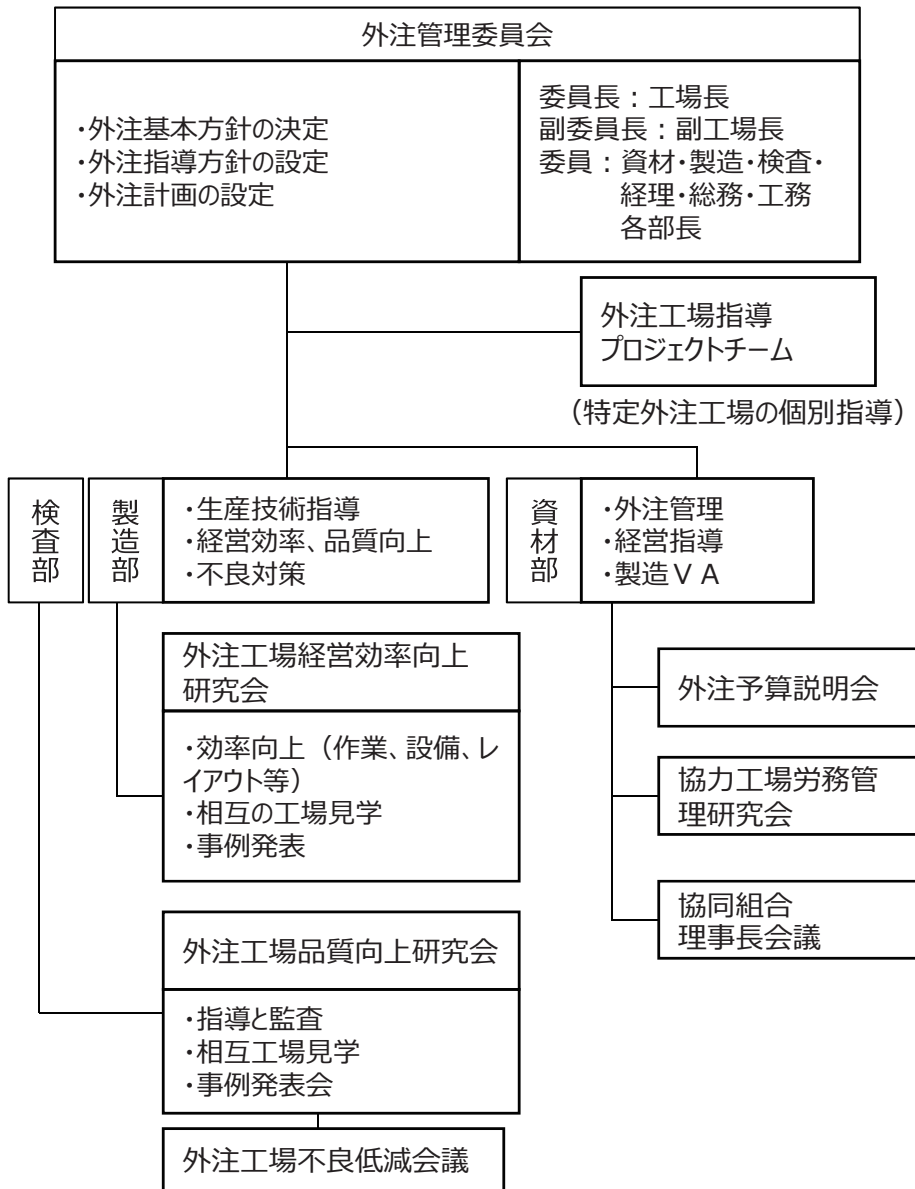 外注管理委員会
・外注基本方針の決定
・外注指導方針の設定
・外注計画の設定
委員長：工場長
副委員長：副工場長
委員：資材・製造・検査・
経理・総務・工務
各部長
外注工場指導
プロジェクトチーム
（特定外注工場の個別指導）
検査部
製造部
・生産技術指導
・経営効率、品質向上
・不良対策
資材部
・外注管理
・経営指導
・製造ＶＡ
外注工場経営効率向上
研究会
・効率向上（作業、設備、レ
イアウト等）
・相互の工場見学
・事例発表
外注工場品質向上研究会
・指導と監査
・相互工場見学
・事例発表会
外注工場不良低減会議
外注予算説明会
協力工場労務管
理研究会
協同組合
理事長会議